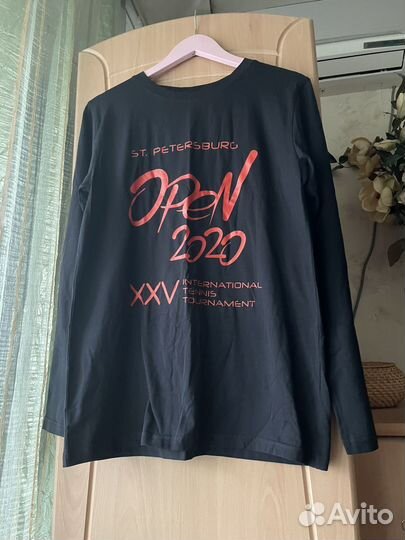 ST. PETERSBURG
OPEN
2020
XXV INTERNATIONAL
TENNIS
TOURNAMENT
Avito